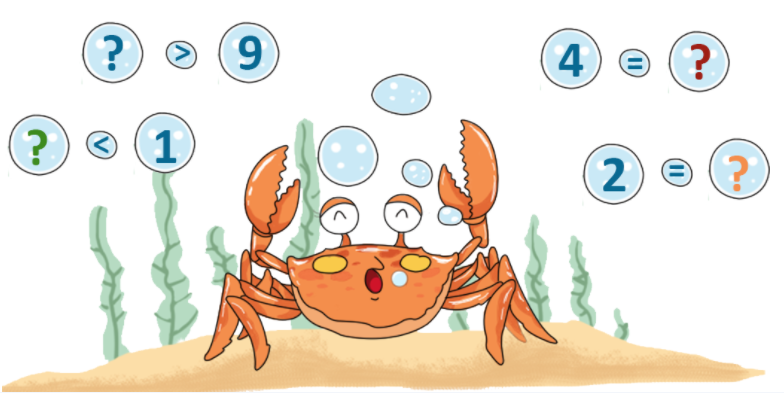 ? > 9
4 = ?
? < 1
2 = ?